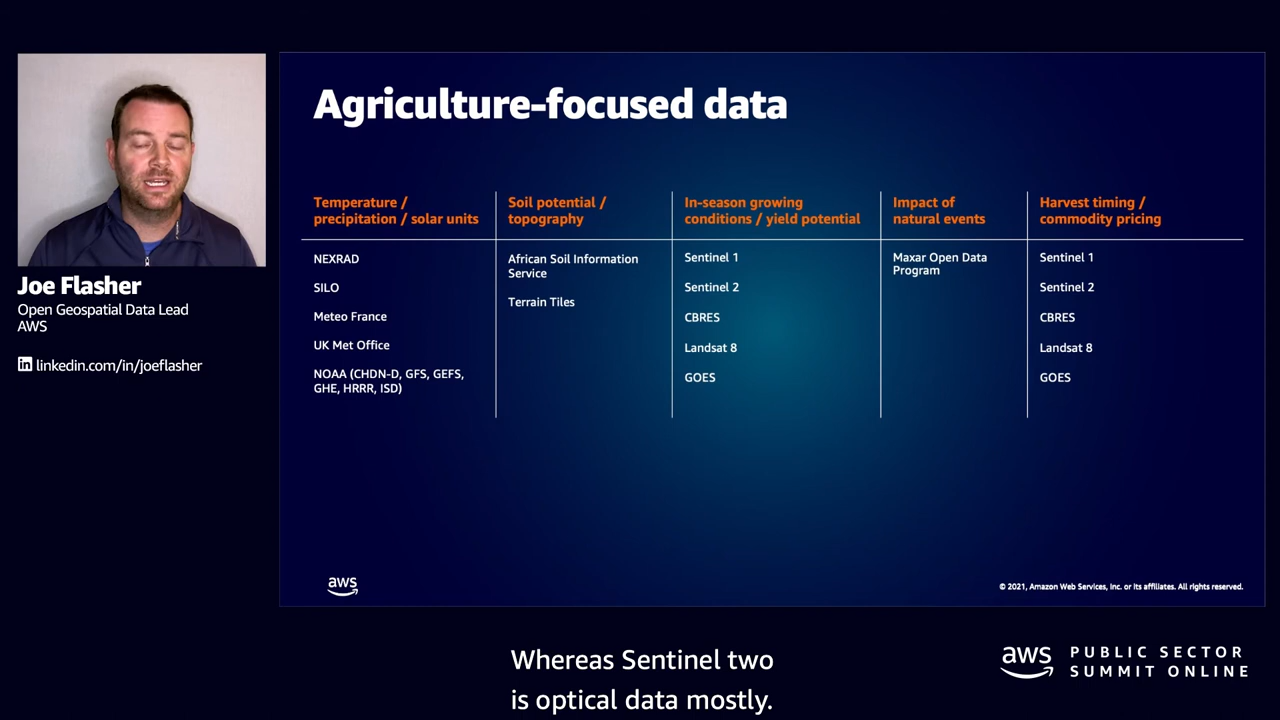 Agriculture-focused data
Temperature /
precipitation / solar units
Soil potential /
topography
In-season growing
conditions / yield potential
Impact of
natural events
Harvest timing /
commodity pricing
NEXRAD
SILO
Meteo France
UK Met Office
NOAA (CHDN-D, GFS, GEFS,
GHE, HRRR, ISD)
African Soil Information
Service
Terrain Tiles
Sentinel 1
Sentinel 2
CBRES
Landsat 8
GOES
Maxar Open Data
Program
Sentinel 1
Sentinel 2
CBRES
Landsat 8
GOES
Joe Flasher
Open Geospatial Data Lead
AWS
in linkedin.com/in/joeflasher
aws
© 2021, Amazon Web Services, Inc. or its affiliates. All rights reserved.
Whereas Sentinel two
is optical data mostly.
aws
PUBLIC SECTOR
SUMMIT ONLINE